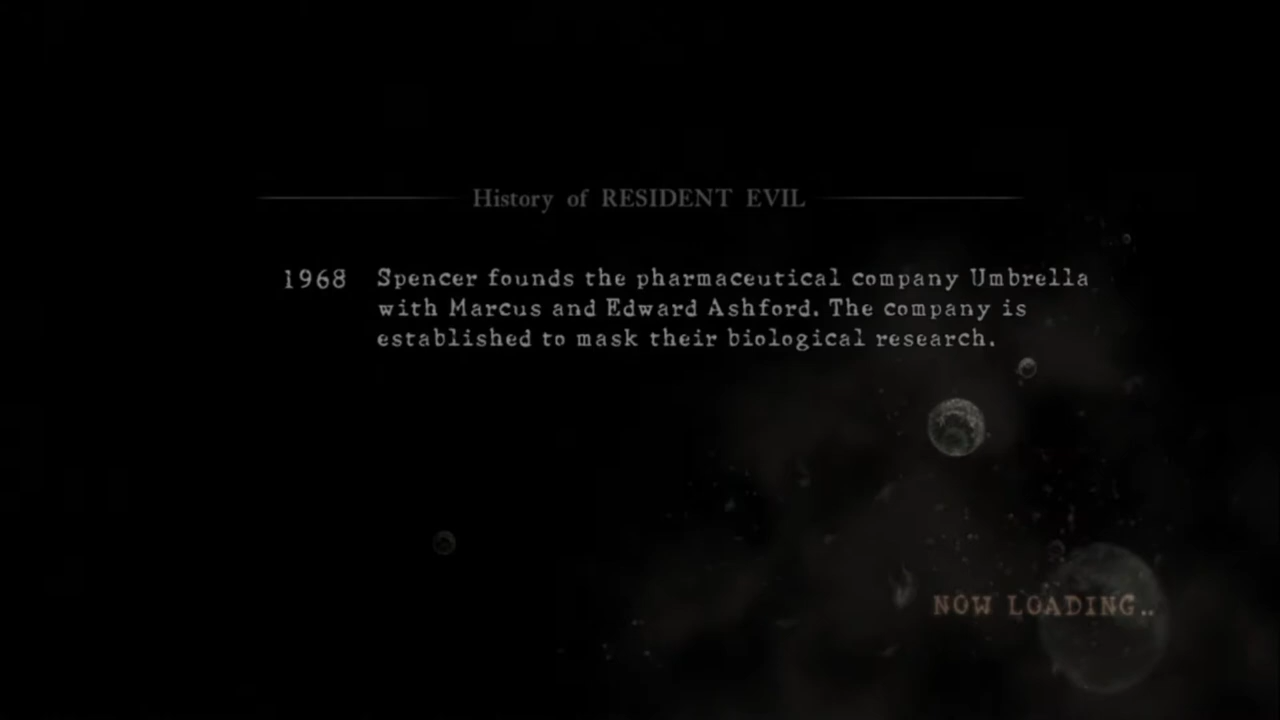 History of RESIDENT EVIL
1968 Spencer founds the pharmaceutical company Umbrella
with Marcus and Edward Ashford. The company is
established to mask their biological research.
NOW LOADING..